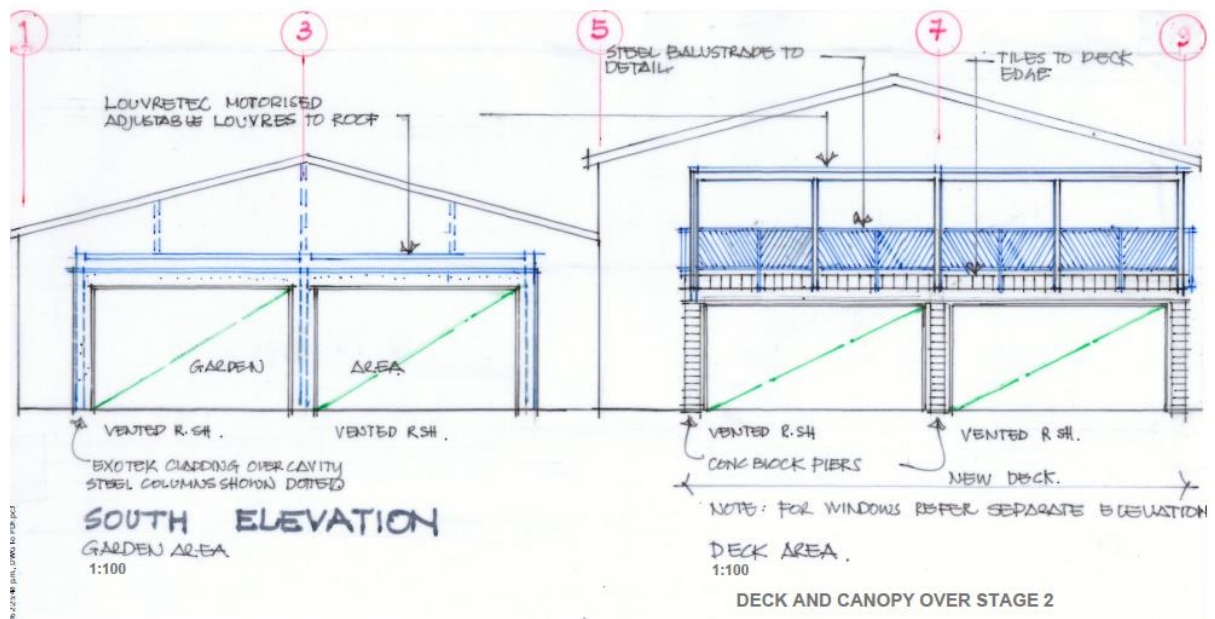 1 3 5 7 9
STEEL BALUSTRADE TO
DETAIL
TILES TO DECK
EDGE
LOUVRETEC MOTORISED
ADJUSTABLE LOUVRES TO ROOF
GARDEN AREA
VENTED R.SH.
VENTED RSH.
VENTED R.SH
VENTED R SH.
EXOTEK CLADDING OVER CAVITY
STEEL COLUMNS SHOWN DOTTED
CONC BLOCK PIERS
NEW DECK.
SOUTH ELEVATION
GARDEN AREA
1:100
NOTE: FOR WINDOWS REFER SEPARATE ELEVATION
DECK AREA.
1:100
DECK AND CANOPY OVER STAGE 2